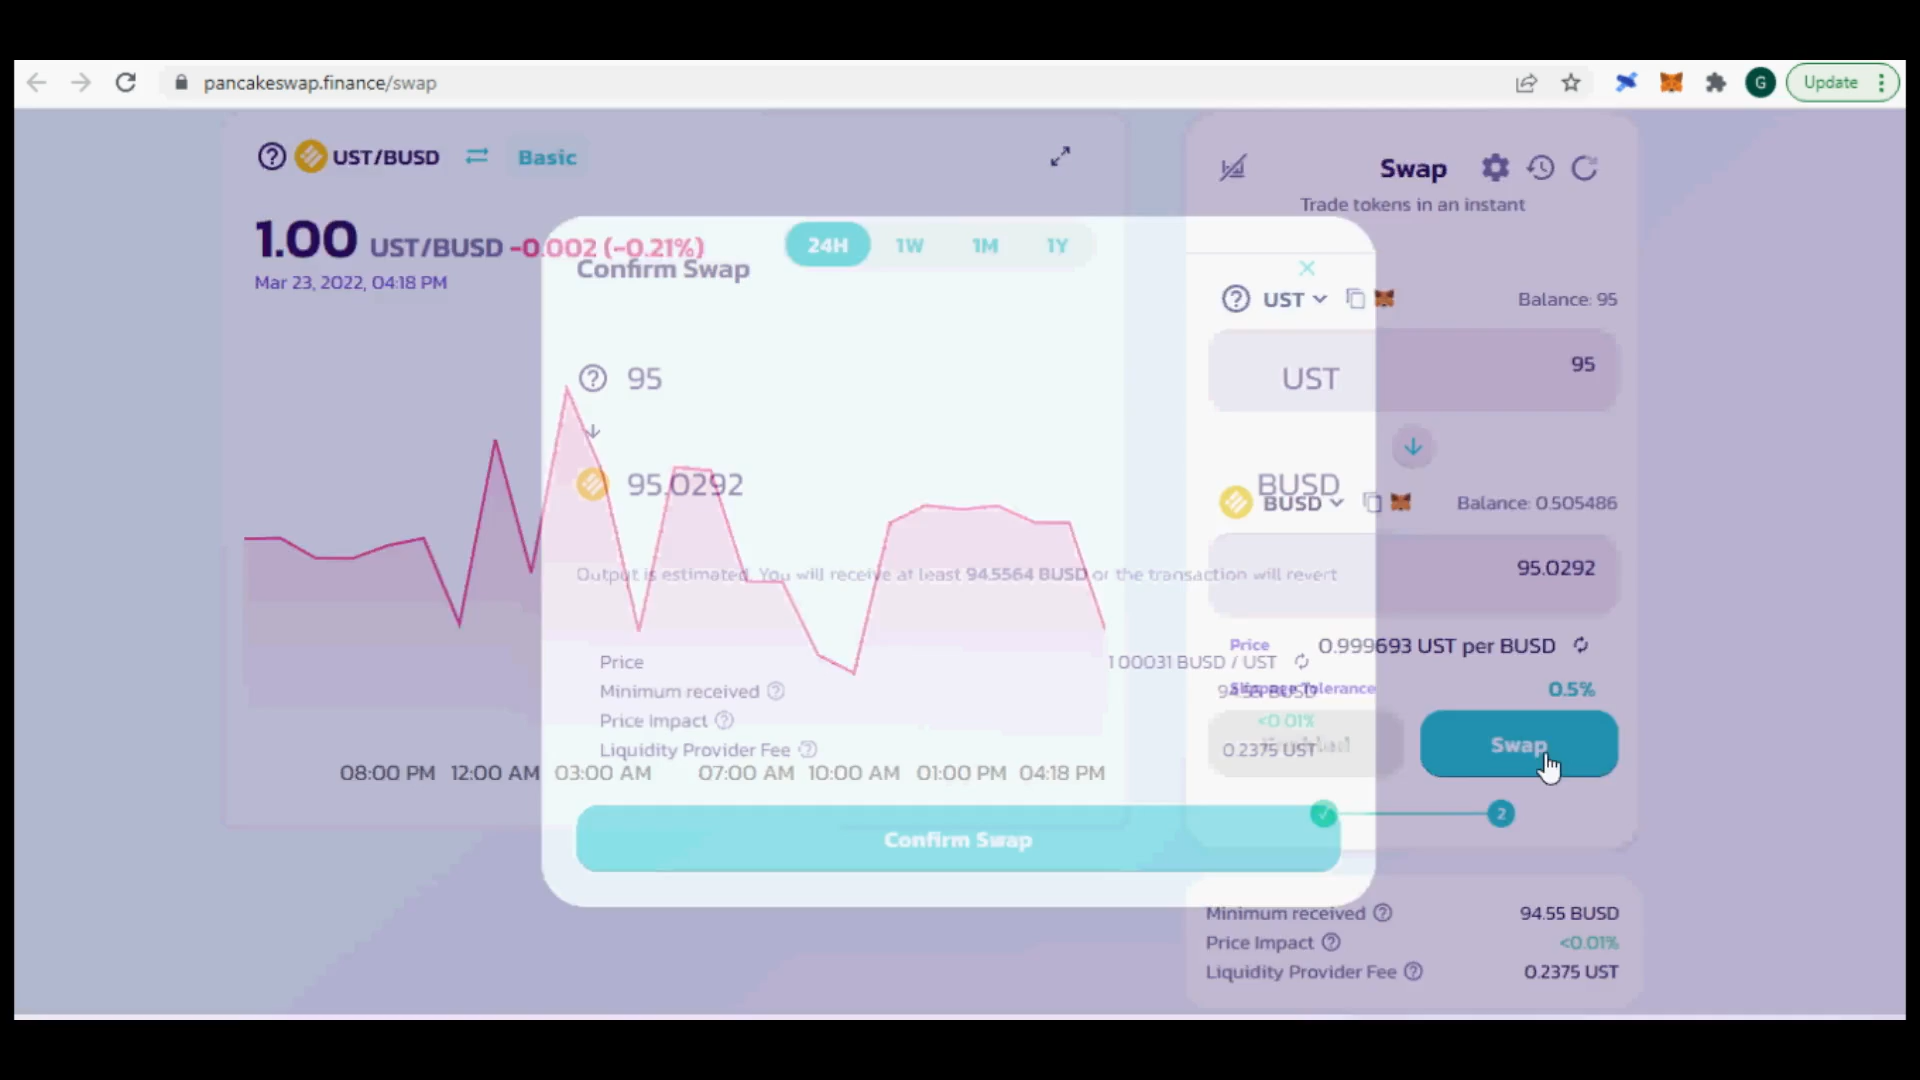 pancakeswap.finance/swap
G
Update
UST/BUSD
Basic
1.00 UST/BUSD -0.002 (-0.21%)
Mar 23, 2022, 04:18 PM
24H 1W 1M 1Y
08:00 PM 12:00 AM 03:00 AM 07:00 AM 10:00 AM 01:00 PM 04:18 PM
Confirm Swap
95 UST
95.0292 BUSD
Output is estimated. You will receive at least 94.5564 BUSD or the transaction will revert
Price 1.00031 BUSD / UST
Minimum received 94.55 BUSD
Price Impact <0.01%
Liquidity Provider Fee 0.2375 UST
Confirm Swap
Swap
Trade tokens in an instant
UST Balance: 95
95
BUSD Balance: 0.505486
95.0292
Price 0.999693 UST per BUSD
Slippage Tolerance 0.5%
Swap
2
Minimum received 94.55 BUSD
Price Impact <0.01%
Liquidity Provider Fee 0.2375 UST